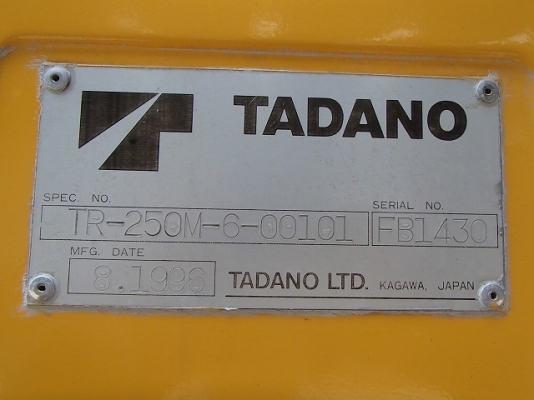 TADANO
SPEC. NO.
TR-250M-6-00101
SERIAL NO.
FB1430
MFG. DATE
8.1996
TADANO LTD. KAGAWA, JAPAN